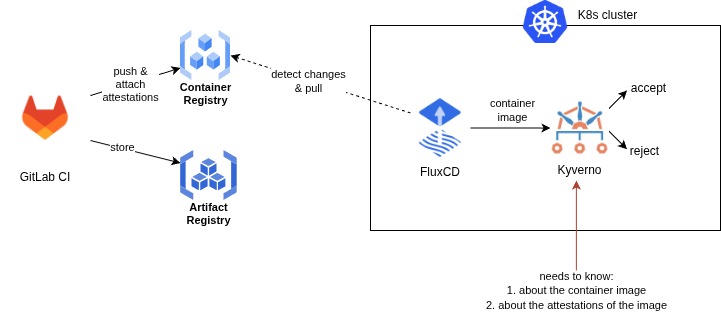 K8s cluster
push &
attach
attestations
Container
Registry
detect changes
& pull
container
image
accept
reject
store
GitLab CI
FluxCD
Kyverno
Artifact
Registry
needs to know:
1. about the container image
2. about the attestations of the image